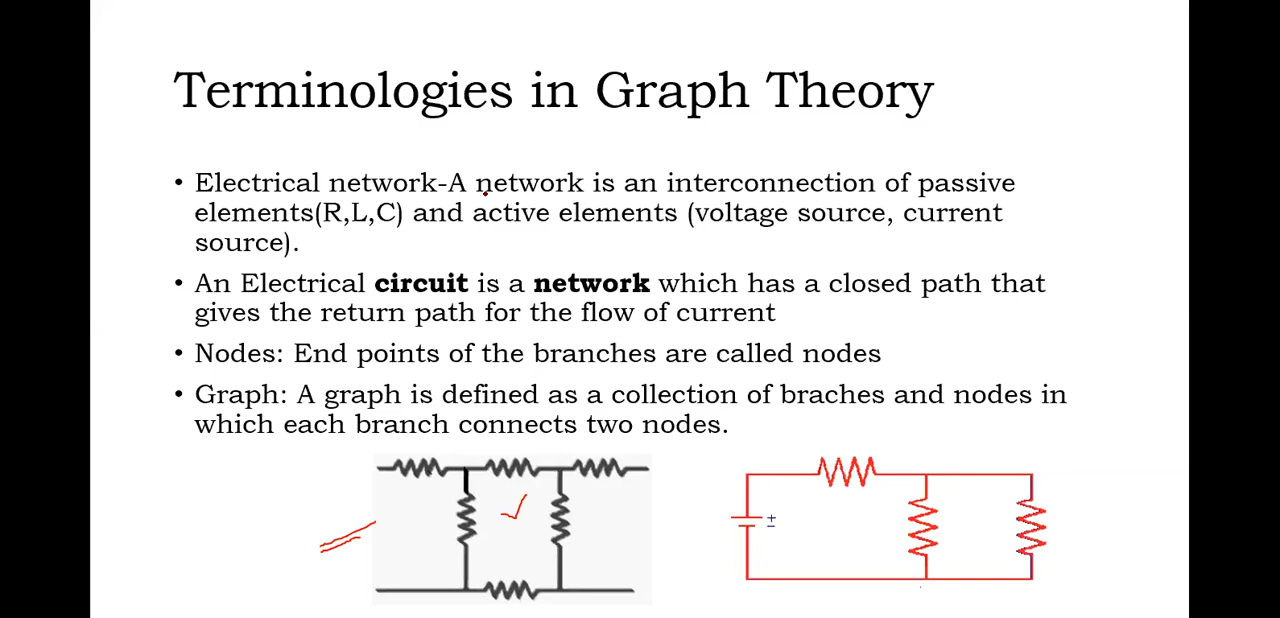 Terminologies in Graph Theory
• Electrical network-A network is an interconnection of passive
elements(R,L,C) and active elements (voltage source, current
source).
• An Electrical circuit is a network which has a closed path that
gives the return path for the flow of current
• Nodes: End points of the branches are called nodes
• Graph: A graph is defined as a collection of braches and nodes in
which each branch connects two nodes.
+
-